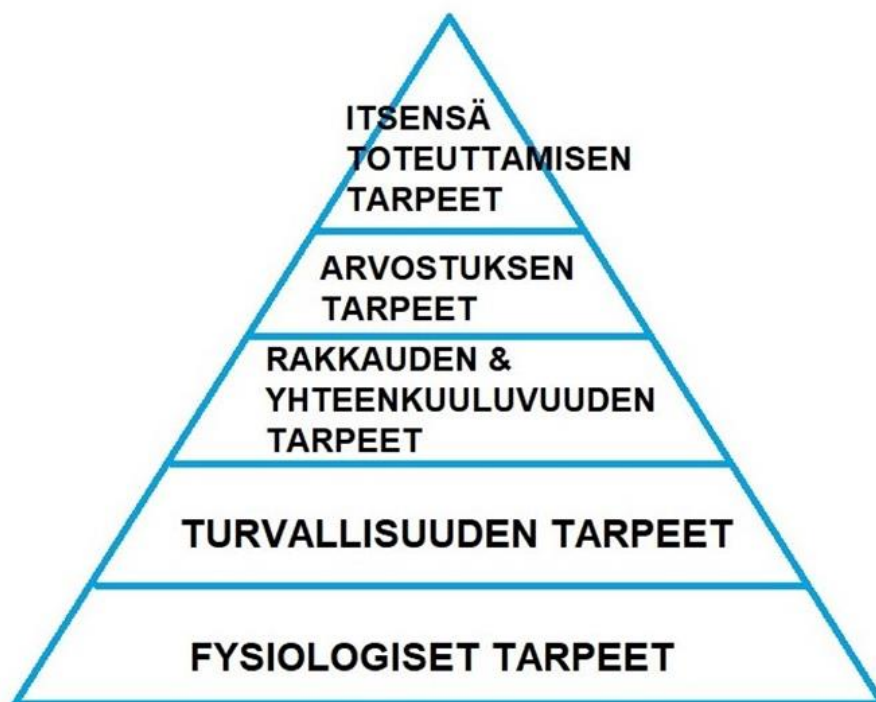 ITSENSÄ
TOTEUTTAMISEN
TARPEET
ARVOSTUKSEN
TARPEET
RAKKAUDEN &
YHTEENKUULUVUUDEN
TARPEET
TURVALLISUUDEN TARPEET
FYSIOLOGISET TARPEET